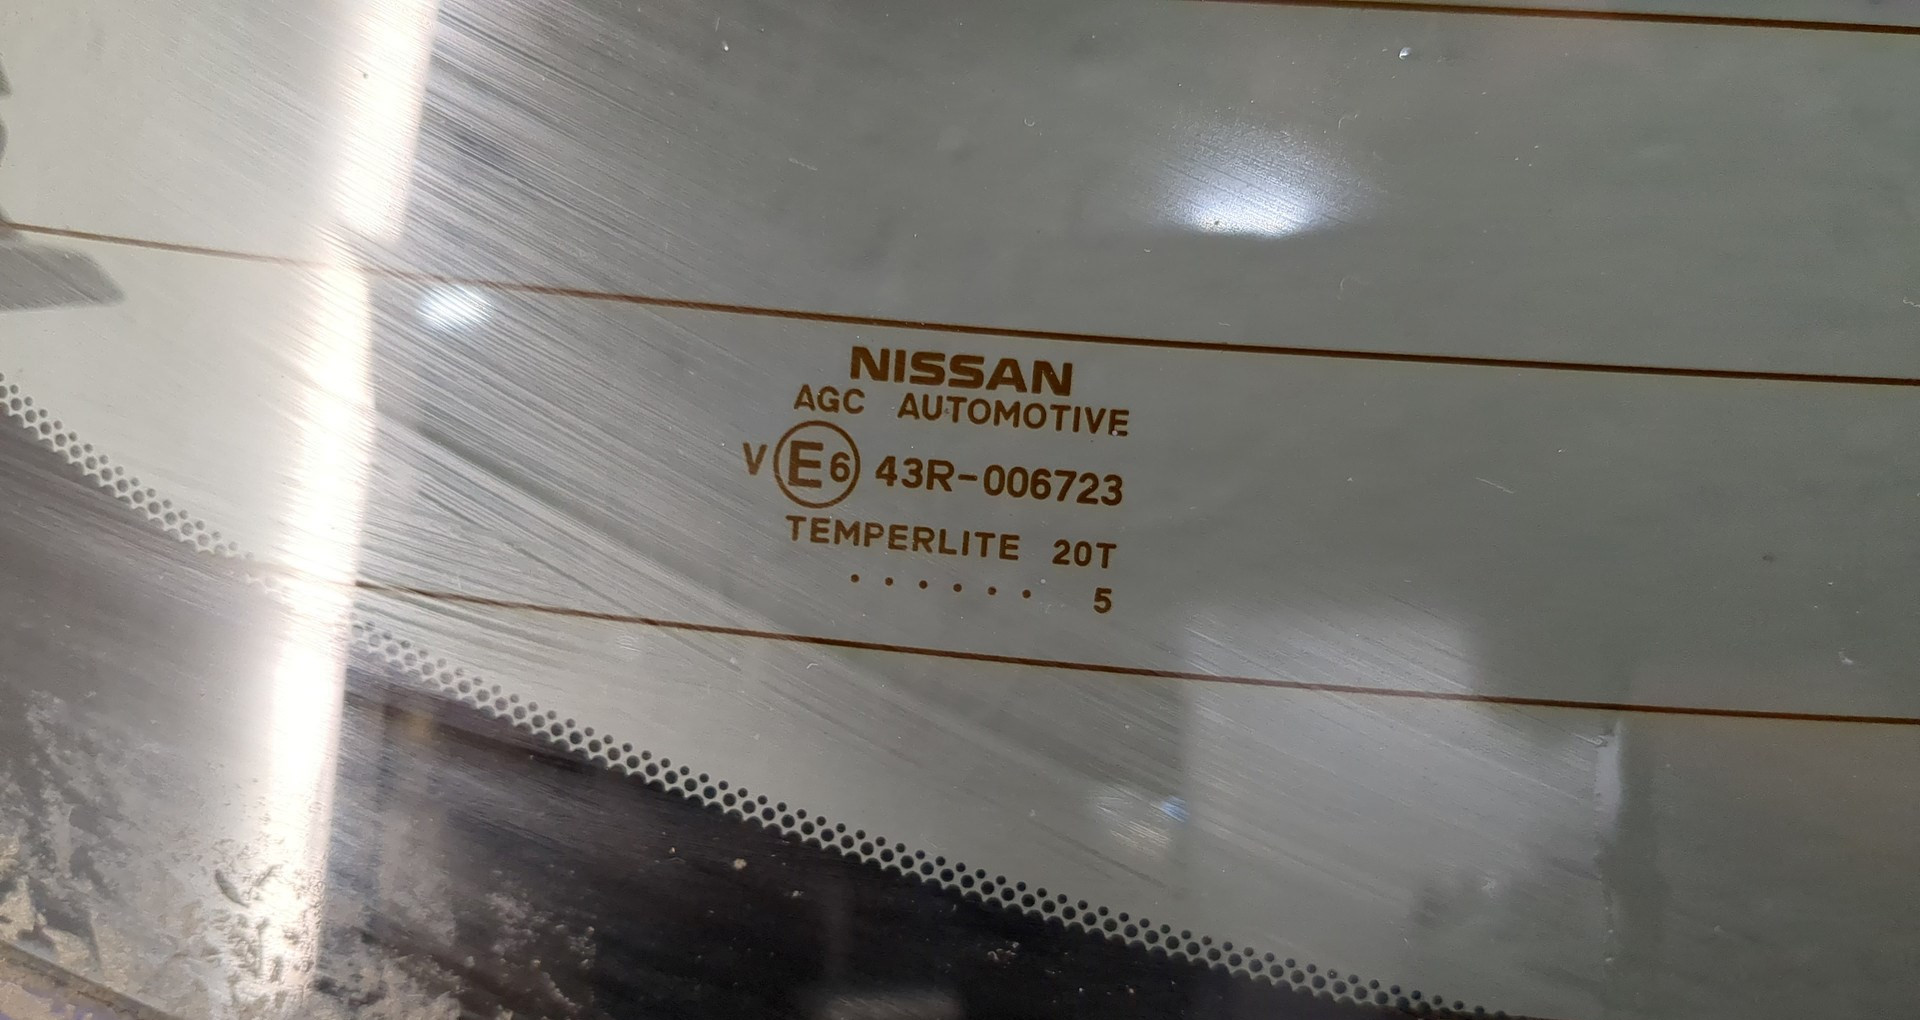 NISSAN
AGC AUTOMOTIVE
V E6 43R-006723
TEMPERLITE 20T
. . . . . . 5